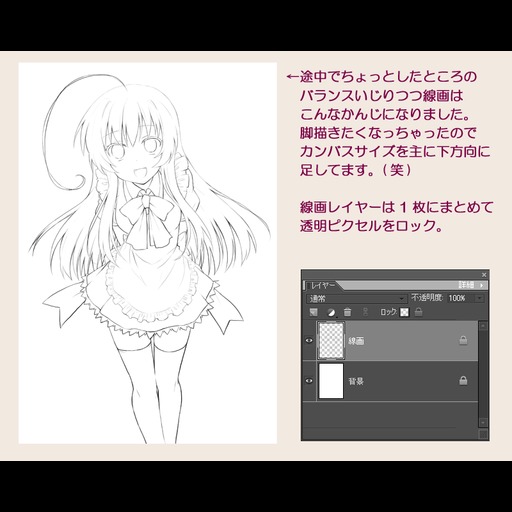 ←途中でちょっとしたところの
バランスいじりつつ線画は
こんなかんじになりました。
脚描きたくなっちゃったので
カンバスサイズを主に下方向に
足してます。(笑)
線画レイヤーは1枚にまとめて
透明ピクセルをロック。
レイヤー
詳細
通常
不透明度: 100%
ロック:
線画
背景